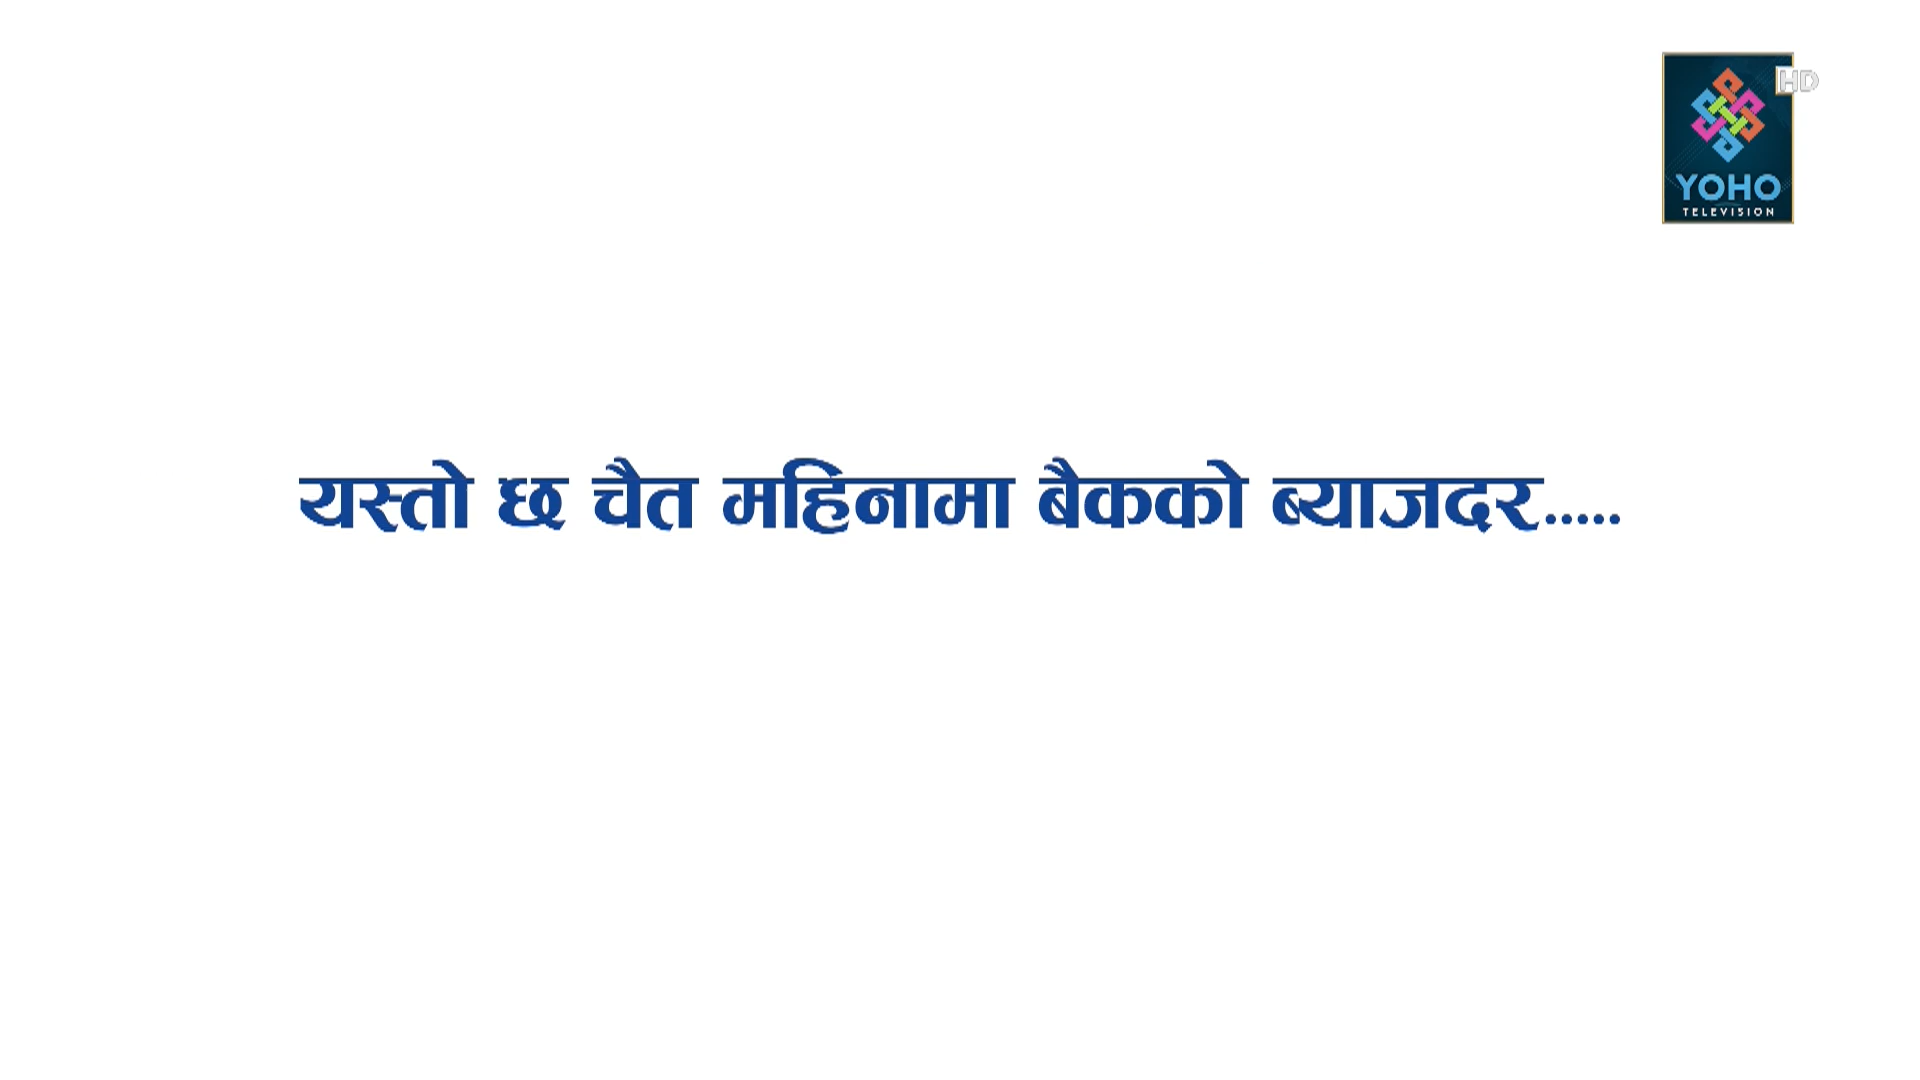 HD
YOHO
TELEVISION
यस्तो छ चैत महिनामा बैकको ब्याजदर.....